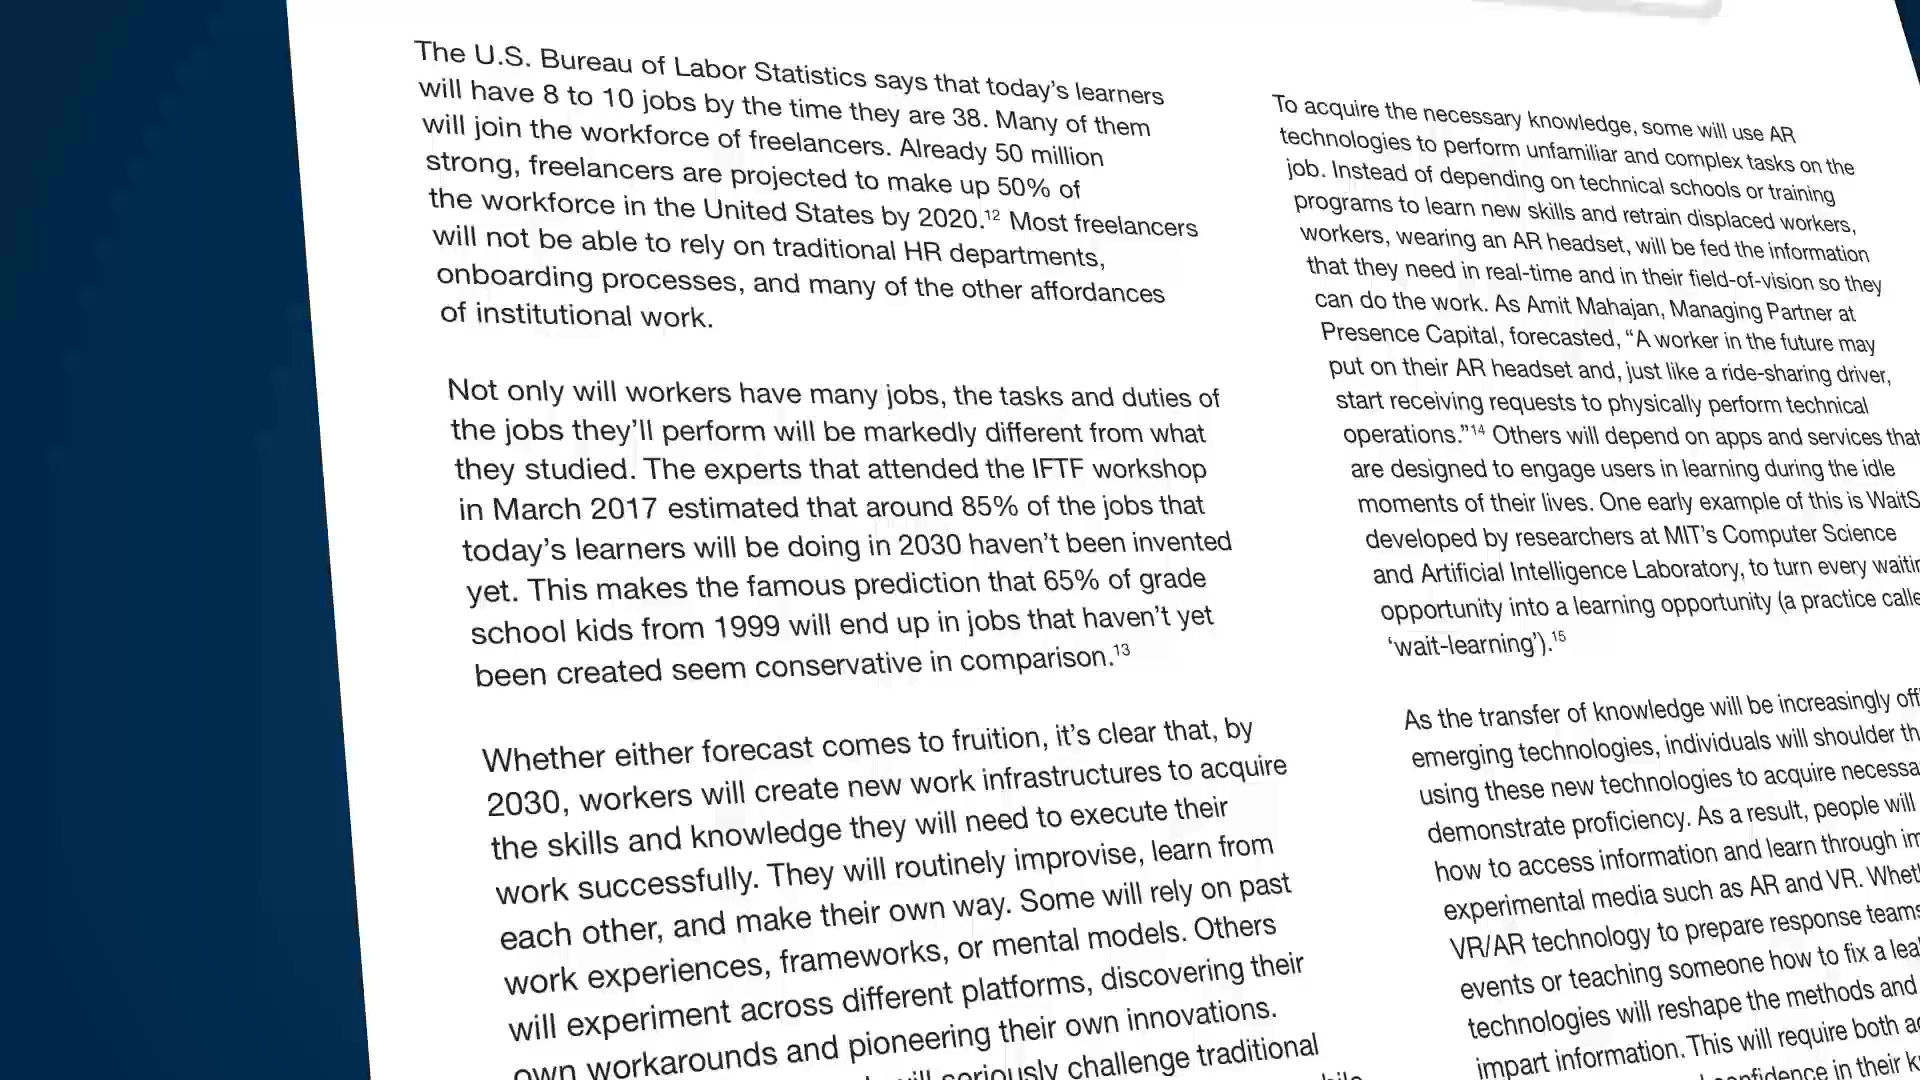 The U.S. Bureau of Labor Statistics says that today’s learners
will have 8 to 10 jobs by the time they are 38. Many of them
will join the workforce of freelancers. Already 50 million
strong, freelancers are projected to make up 50% of
the workforce in the United States by 2020.12 Most freelancers
will not be able to rely on traditional HR departments,
onboarding processes, and many of the other affordances
of institutional work.
Not only will workers have many jobs, the tasks and duties of
the jobs they’ll perform will be markedly different from what
they studied. The experts that attended the IFTF workshop
in March 2017 estimated that around 85% of the jobs that
today’s learners will be doing in 2030 haven’t been invented
yet. This makes the famous prediction that 65% of grade
school kids from 1999 will end up in jobs that haven’t yet
been created seem conservative in comparison.13
Whether either forecast comes to fruition, it’s clear that, by
2030, workers will create new work infrastructures to acquire
the skills and knowledge they will need to execute their
work successfully. They will routinely improvise, learn from
each other, and make their own way. Some will rely on past
work experiences, frameworks, or mental models. Others
will experiment across different platforms, discovering their
own workarounds and pioneering their own innovations.
will seriously challenge traditional
To acquire the necessary knowledge, some will use AR
technologies to perform unfamiliar and complex tasks on the
job. Instead of depending on technical schools or training
programs to learn new skills and retrain displaced workers,
workers, wearing an AR headset, will be fed the information
that they need in real-time and in their field-of-vision so they
can do the work. As Amit Mahajan, Managing Partner at
Presence Capital, forecasted, “A worker in the future may
put on their AR headset and, just like a ride-sharing driver,
start receiving requests to physically perform technical
operations.”14 Others will depend on apps and services that
are designed to engage users in learning during the idle
moments of their lives. One early example of this is WaitS
developed by researchers at MIT’s Computer Science
and Artificial Intelligence Laboratory, to turn every waitin
opportunity into a learning opportunity (a practice calle
‘wait-learning’).15
As the transfer of knowledge will be increasingly off
emerging technologies, individuals will shoulder th
using these new technologies to acquire necessa
demonstrate proficiency. As a result, people will
how to access information and learn through im
experimental media such as AR and VR. Wheth
VR/AR technology to prepare response teams
events or teaching someone how to fix a lea
technologies will reshape the methods and
impart information. This will require both a
confidence in their k